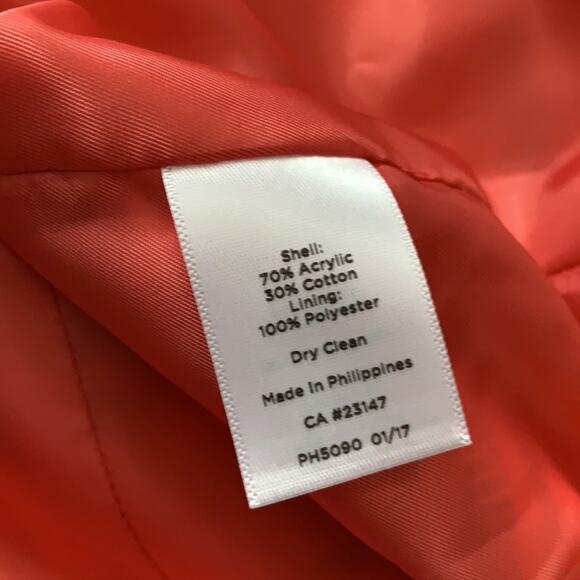 Shell:
70% Acrylic
30% Cotton
Lining:
100% Polyester
Dry Clean
Made In Philippines
CA #23147
PH5090 01/17